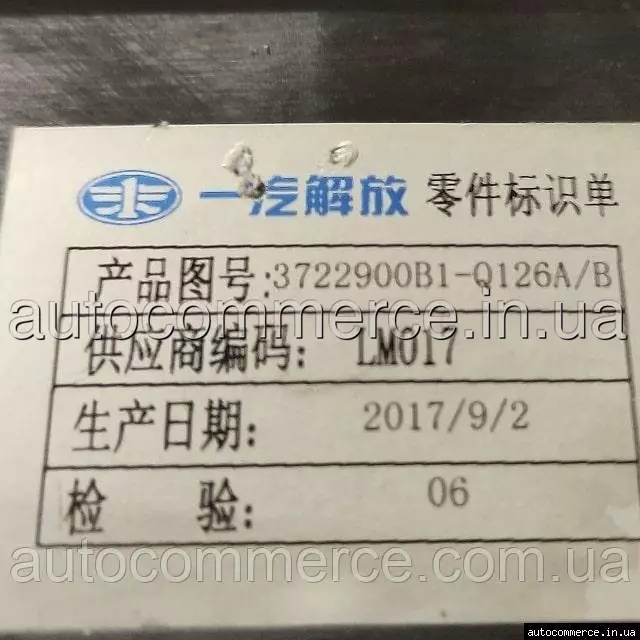 一汽解放 零件标识单
产品图号:3722900B1-Q126A/B
autocommerce.in.ua
供应商编码: LM017
生产日期: 2017/9/2
检 验: 06
autocommerce.in.ua
autocommerce.in.ua